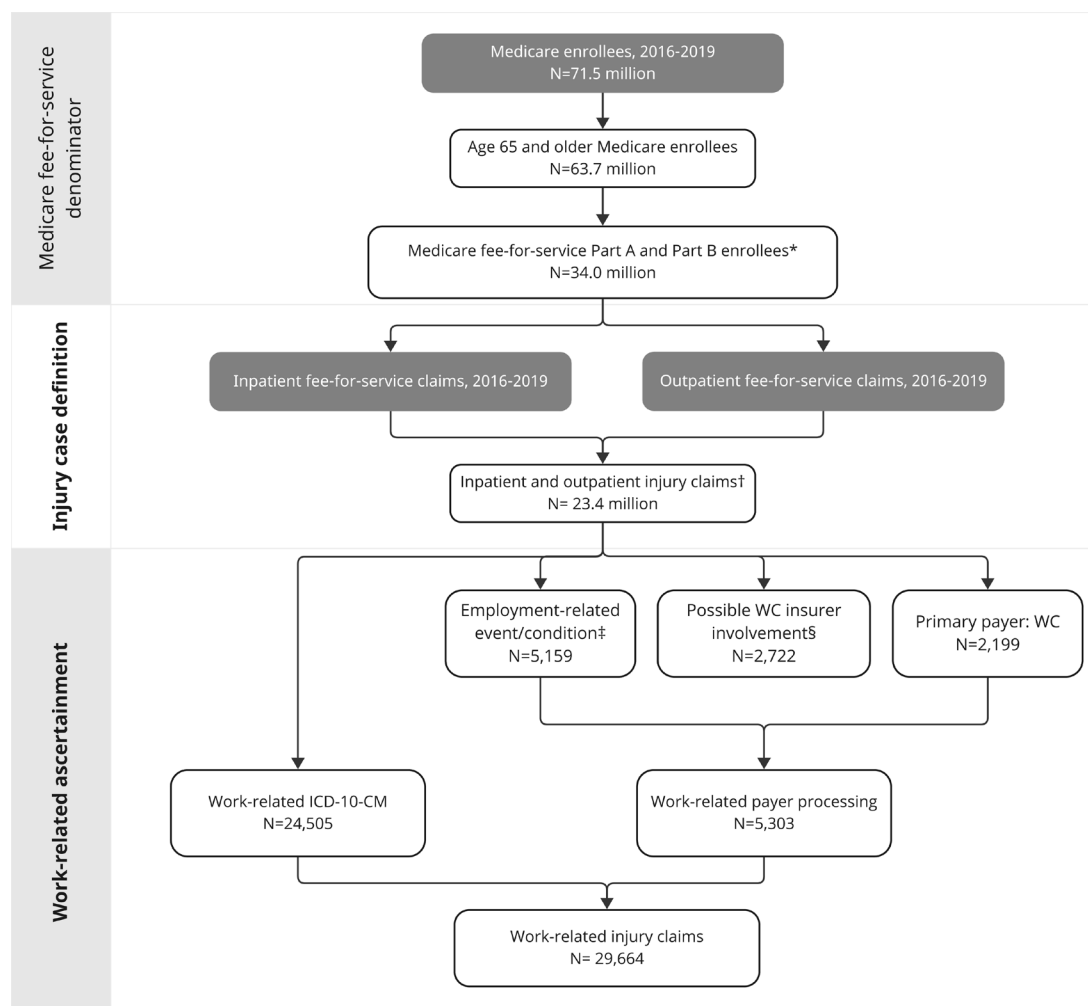 Medicare fee-for-service
denominator
Medicare enrollees, 2016-2019
N=71.5 million
Age 65 and older Medicare enrollees
N=63.7 million
Medicare fee-for-service Part A and Part B enrollees*
N=34.0 million
Injury case definition
Inpatient fee-for-service claims, 2016-2019
Outpatient fee-for-service claims, 2016-2019
Inpatient and outpatient injury claims†
N= 23.4 million
Work-related ascertainment
Employment-related
event/condition‡
N=5,159
Possible WC insurer
involvement§
N=2,722
Primary payer: WC
N=2,199
Work-related ICD-10-CM
N=24,505
Work-related payer processing
N=5,303
Work-related injury claims
N= 29,664